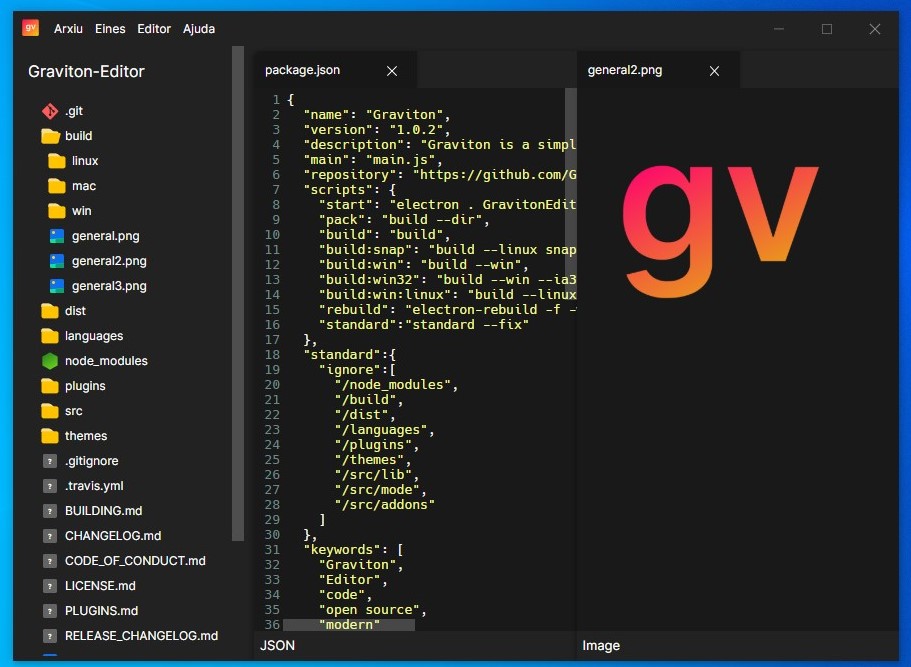 gv Arxiu Eines Editor Ajuda
Graviton-Editor
.git
build
linux
mac
win
general.png
general2.png
general3.png
dist
languages
node_modules
plugins
src
themes
.gitignore
.travis.yml
BUILDING.md
CHANGELOG.md
CODE_OF_CONDUCT.md
LICENSE.md
PLUGINS.md
RELEASE_CHANGELOG.md
package.json
1 {
2 "name": "Graviton",
3 "version": "1.0.2",
4 "description": "Graviton is a simpl
5 "main": "main.js",
6 "repository": "https://github.com/G
7 "scripts": {
8 "start": "electron . GravitonEdit
9 "pack": "build --dir",
10 "build": "build",
11 "build:snap": "build --linux snap
12 "build:win": "build --win",
13 "build:win32": "build --win --ia3
14 "build:win:linux": "build --linux
15 "rebuild": "electron-rebuild -f -
16 "standard":"standard --fix"
17 },
18 "standard":{
19 "ignore":[
20 "/node_modules",
21 "/build",
22 "/dist",
23 "/languages",
24 "/plugins",
25 "/themes",
26 "/src/lib",
27 "/src/mode",
28 "/src/addons"
29 ]
30 },
31 "keywords": [
32 "Graviton",
33 "Editor",
34 "code",
35 "open source",
36 "modern"
JSON
general2.png
gv
Image